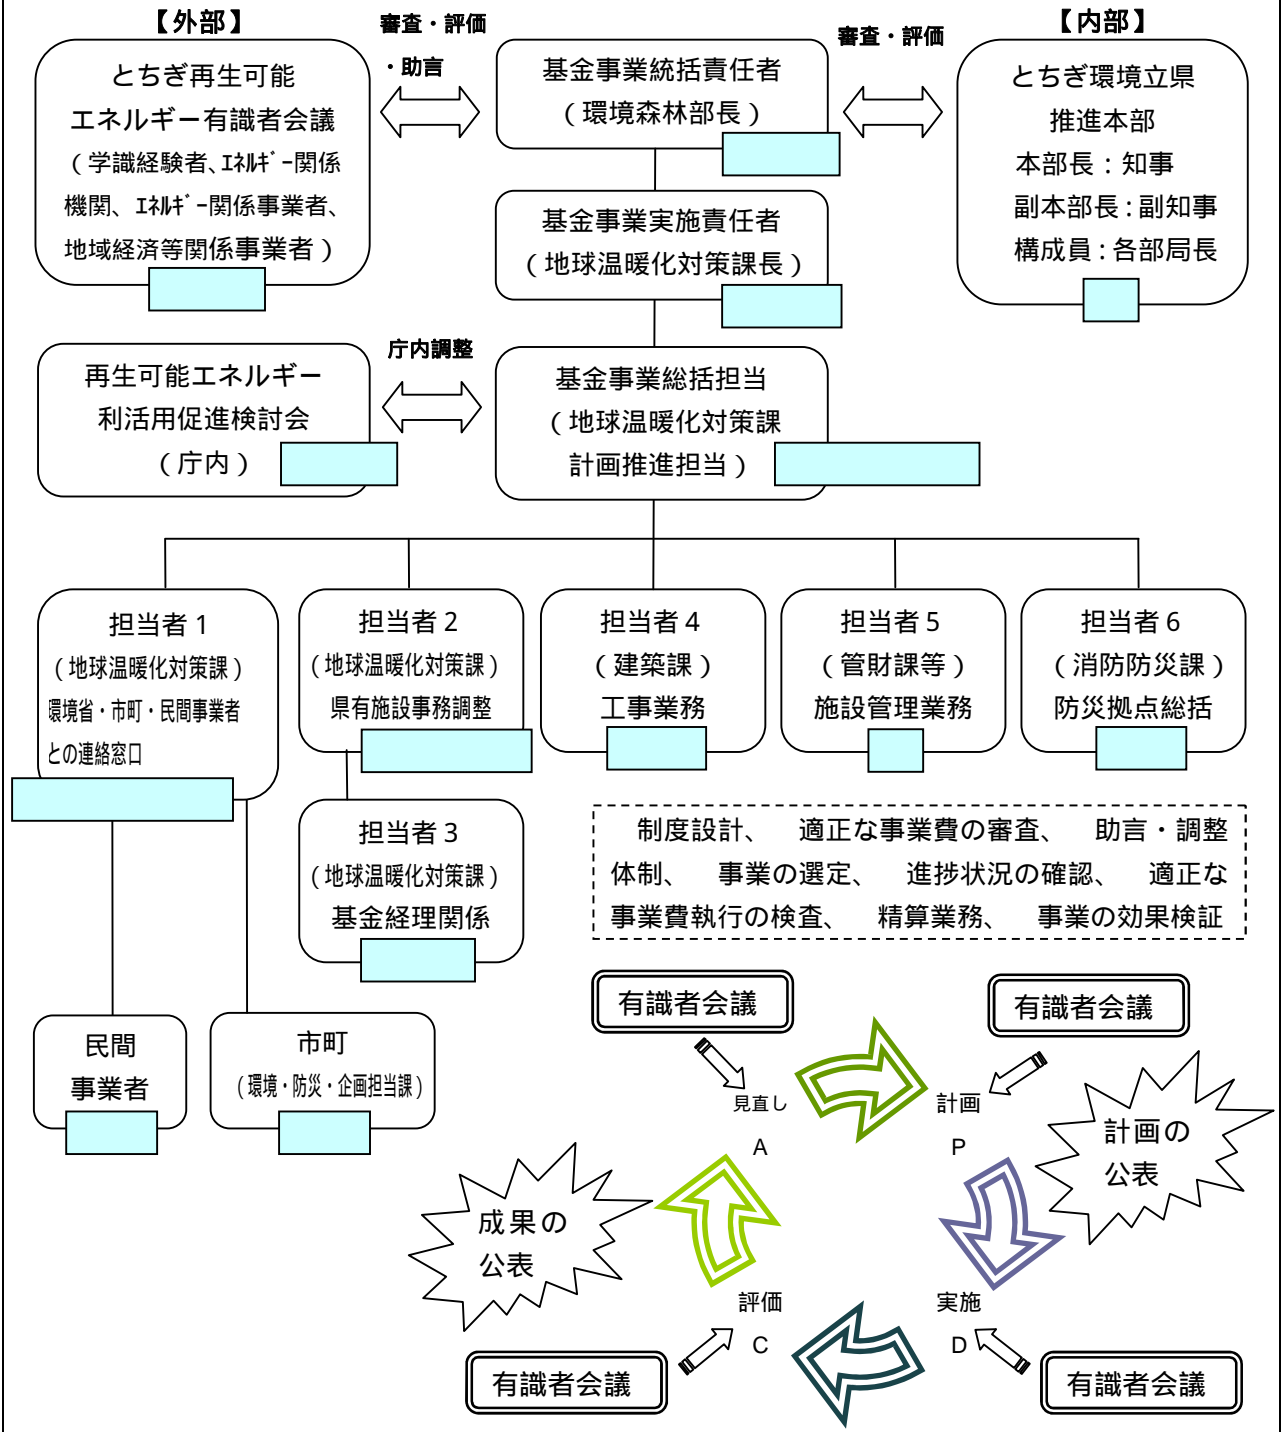 【外部】
とちぎ再生可能
エネルギー有識者会議
（学識経験者、ｴﾈﾙｷﾞｰ関係
機関、ｴﾈﾙｷﾞｰ関係事業者、
地域経済等関係事業者）
審査・評価
・助言
基金事業統括責任者
（環境森林部長）
審査・評価
【内部】
とちぎ環境立県
推進本部
本部長：知事
副本部長：副知事
構成員：各部局長
基金事業実施責任者
（地球温暖化対策課長）
再生可能エネルギー
利活用促進検討会
（庁内）
庁内調整
基金事業総括担当
（地球温暖化対策課
計画推進担当）
担当者１
（地球温暖化対策課）
環境省・市町・民間事業者
との連絡窓口
担当者２
（地球温暖化対策課）
県有施設事務調整
担当者４
（建築課）
工事業務
担当者５
（管財課等）
施設管理業務
担当者６
（消防防災課）
防災拠点総括
担当者３
（地球温暖化対策課）
基金経理関係
制度設計、　適正な事業費の審査、　助言・調整
体制、　事業の選定、　進捗状況の確認、　適正な
事業費執行の検査、　精算業務、　事業の効果検証
民間
事業者
市町
（環境・防災・企画担当課）
有識者会議
有識者会議
見直し
A
計画
P
計画の
公表
成果の
公表
評価
C
実施
D
有識者会議
有識者会議